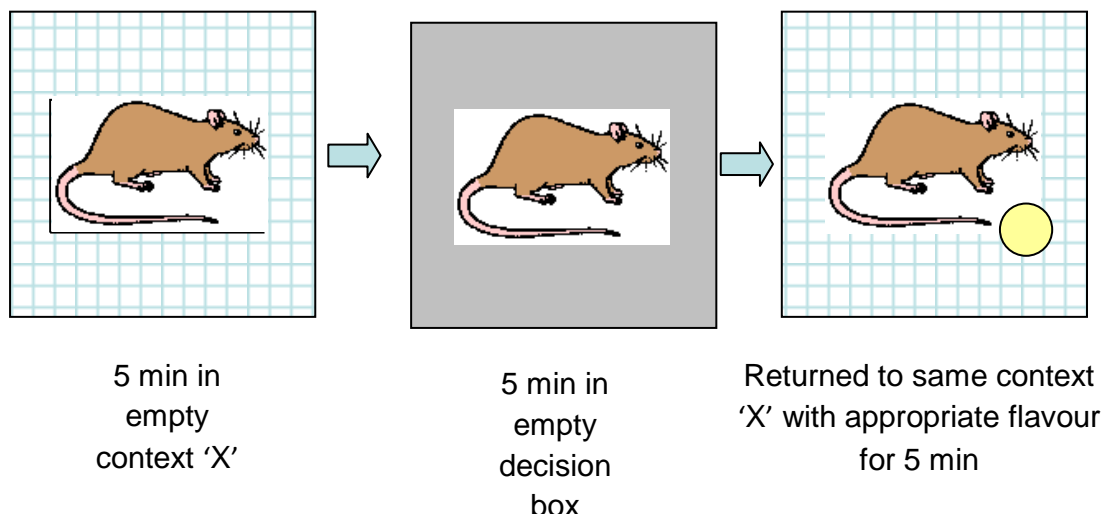 5 min in
empty
context ‘X’
5 min in
empty
decision
box
Returned to same context
‘X’ with appropriate flavour
for 5 min